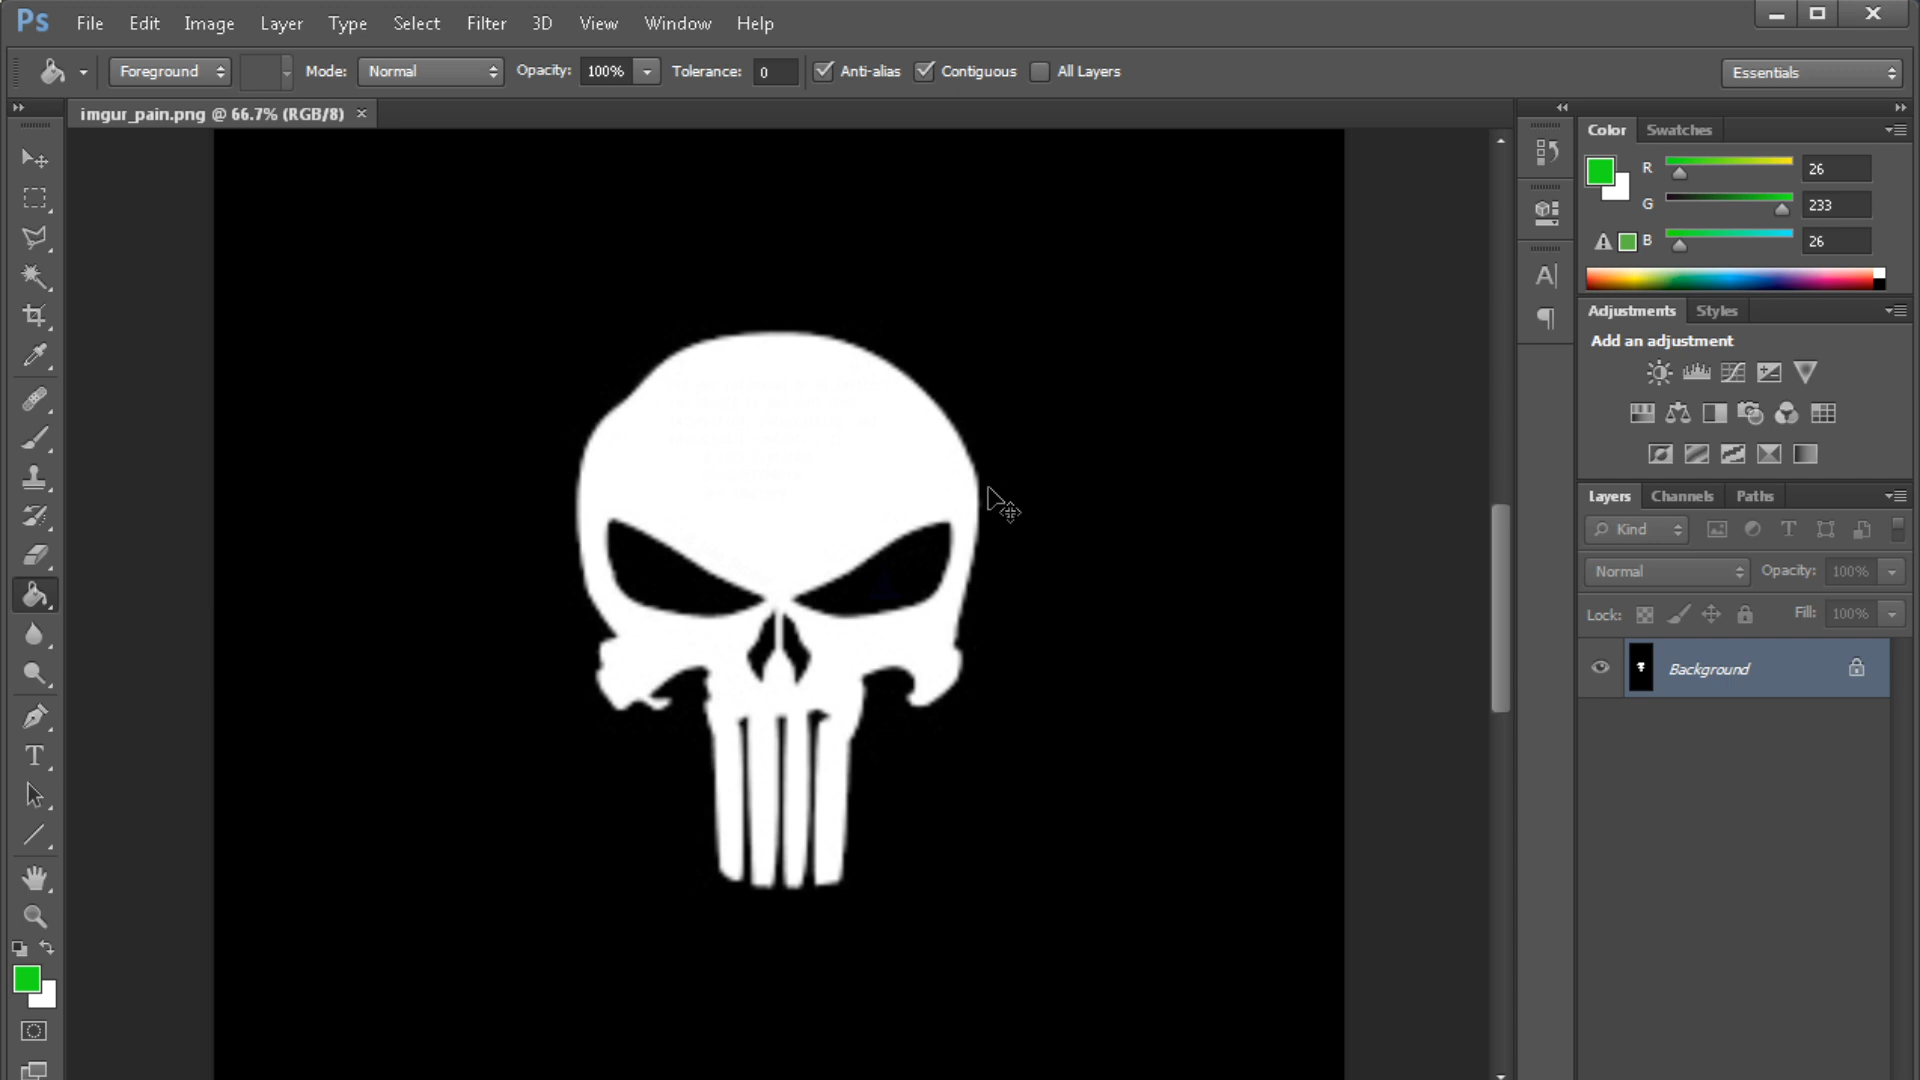 Ps File Edit Image Layer Type Select Filter 3D View Window Help
Foreground Mode: Normal Opacity: 100% Tolerance: 0 Anti-alias Contiguous All Layers Essentials
imgur_pain.png @ 66.7% (RGB/8) ×
Color Swatches
R 26
G 233
B 26
Adjustments Styles
Add an adjustment
Layers Channels Paths
Kind
Normal Opacity: 100%
Lock: Fill: 100%
Background